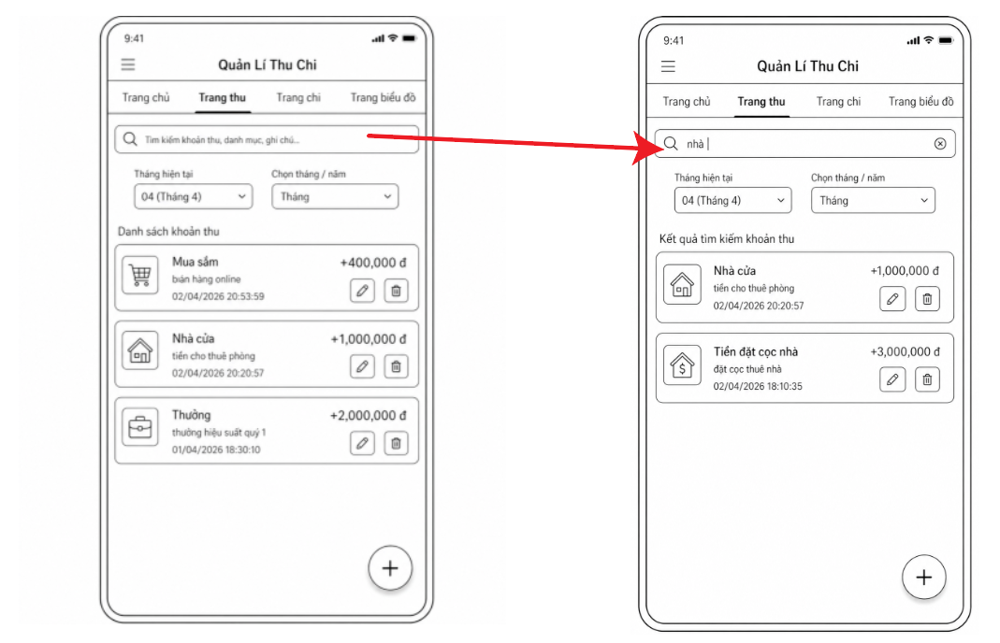 9:41
Quản Lí Thu Chi
Trang chủ Trang thu Trang chi Trang biểu đồ
Tìm kiếm khoản thu, danh mục, ghi chú...
Tháng hiện tại Chọn tháng / năm
04 (Tháng 4) Tháng
Danh sách khoản thu
Mua sắm +400,000 đ
bán hàng online
02/04/2026 20:53:59
Nhà cửa +1,000,000 đ
tiền cho thuê phòng
02/04/2026 20:20:57
Thưởng +2,000,000 đ
thưởng hiệu suất quý 1
01/04/2026 18:30:10
+
9:41
Quản Lí Thu Chi
Trang chủ Trang thu Trang chi Trang biểu đồ
nhà
Tháng hiện tại Chọn tháng / năm
04 (Tháng 4) Tháng
Kết quả tìm kiếm khoản thu
Nhà cửa +1,000,000 đ
tiền cho thuê phòng
02/04/2026 20:20:57
Tiền đặt cọc nhà +3,000,000 đ
$
đặt cọc thuê nhà
02/04/2026 18:10:35
+